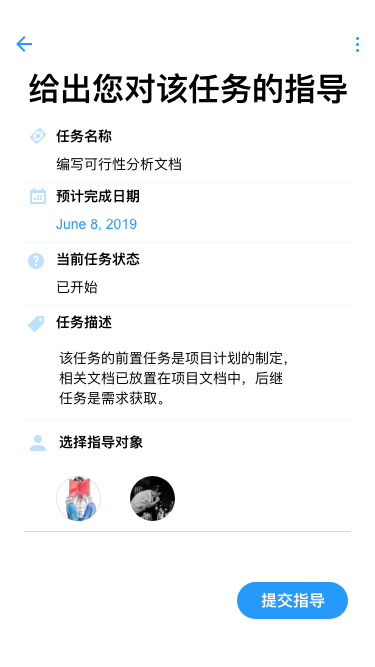 给出您对该任务的指导
任务名称
编写可行性分析文档
预计完成日期
June 8, 2019
当前任务状态
已开始
任务描述
该任务的前置任务是项目计划的制定，
相关文档已放置在项目文档中，后继
任务是需求获取。
选择指导对象
提交指导